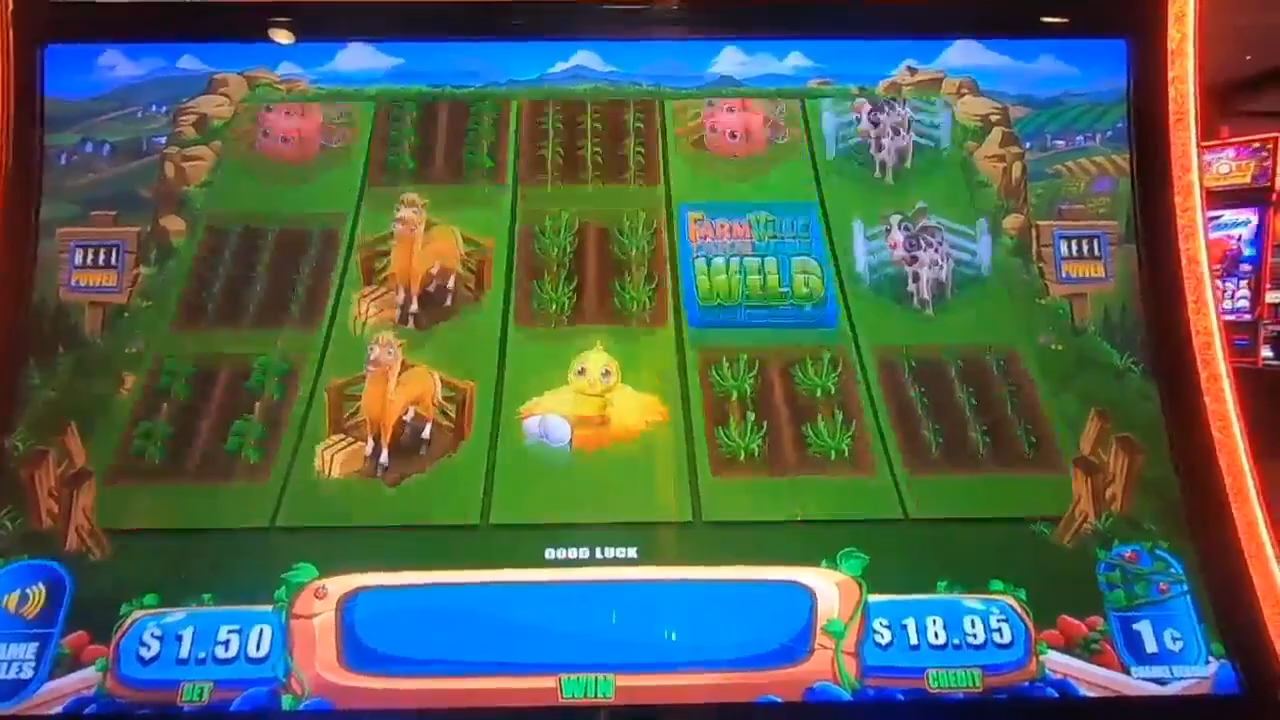 FARMVILLE
WILD
REEL
POWER
REEL
POWER
GOOD LUCK
$1.50
BET
WIN
$18.95
CREDIT
1¢